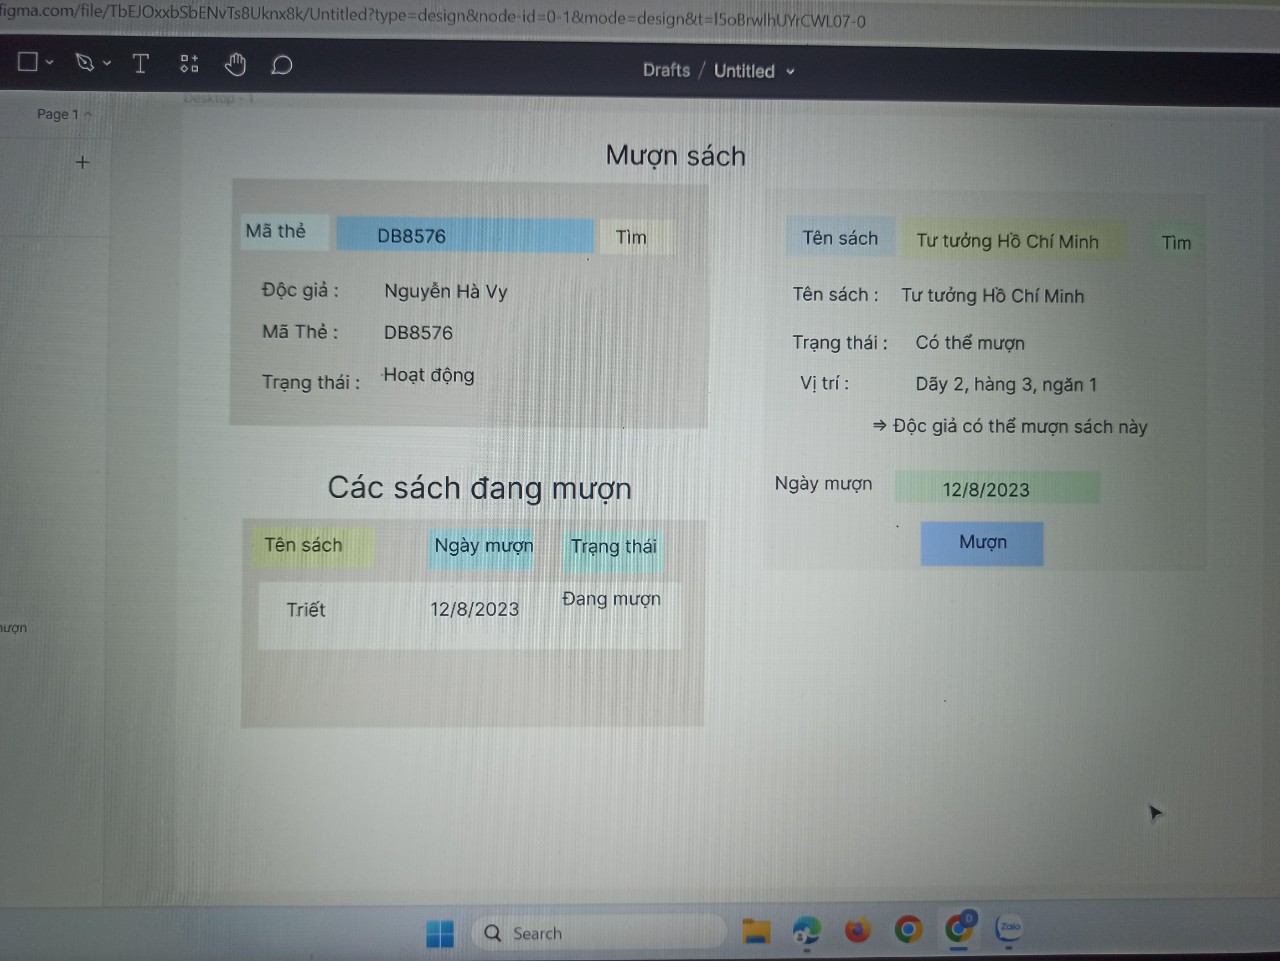 figma.com/file/TbEJOxxbSbENvTs8Uknx8k/Untitled?type=design&node-id=0-1&mode=design&t=I5oBrwlhUYrCWL07-0
Drafts / Untitled
Page 1
Desktop - 1
Mượn sách
Mã thẻ DB8576 Tìm
Độc giả : Nguyễn Hà Vy
Mã Thẻ : DB8576
Trạng thái : Hoạt động
Tên sách Tư tưởng Hồ Chí Minh Tìm
Tên sách : Tư tưởng Hồ Chí Minh
Trạng thái : Có thể mượn
Vị trí : Dãy 2, hàng 3, ngăn 1
⇒ Độc giả có thể mượn sách này
Ngày mượn 12/8/2023
Mượn
Các sách đang mượn
Tên sách Ngày mượn Trạng thái
Triết 12/8/2023 Đang mượn
mượn
Search
D
Zalo